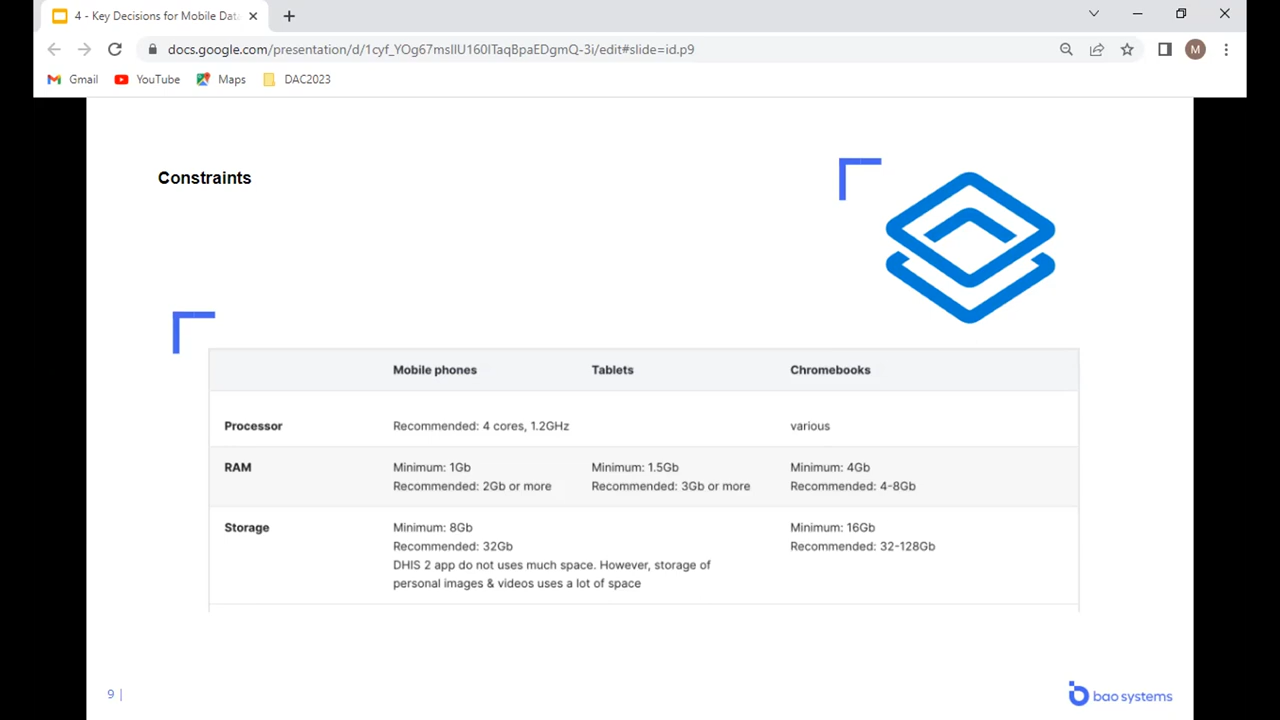 4 - Key Decisions for Mobile Dat
docs.google.com/presentation/d/1cyf_YOg67msIlU160ITaqBpaEDgmQ-3i/edit#slide=id.p9
M
Gmail YouTube Maps DAC2023
Constraints
Mobile phones Tablets Chromebooks
Processor Recommended: 4 cores, 1.2GHz various
RAM Minimum: 1Gb Minimum: 1.5Gb Minimum: 4Gb
Recommended: 2Gb or more Recommended: 3Gb or more Recommended: 4-8Gb
Storage Minimum: 8Gb Minimum: 16Gb
Recommended: 32Gb Recommended: 32-128Gb
DHIS 2 app do not uses much space. However, storage of
personal images & videos uses a lot of space
9 |
bao systems